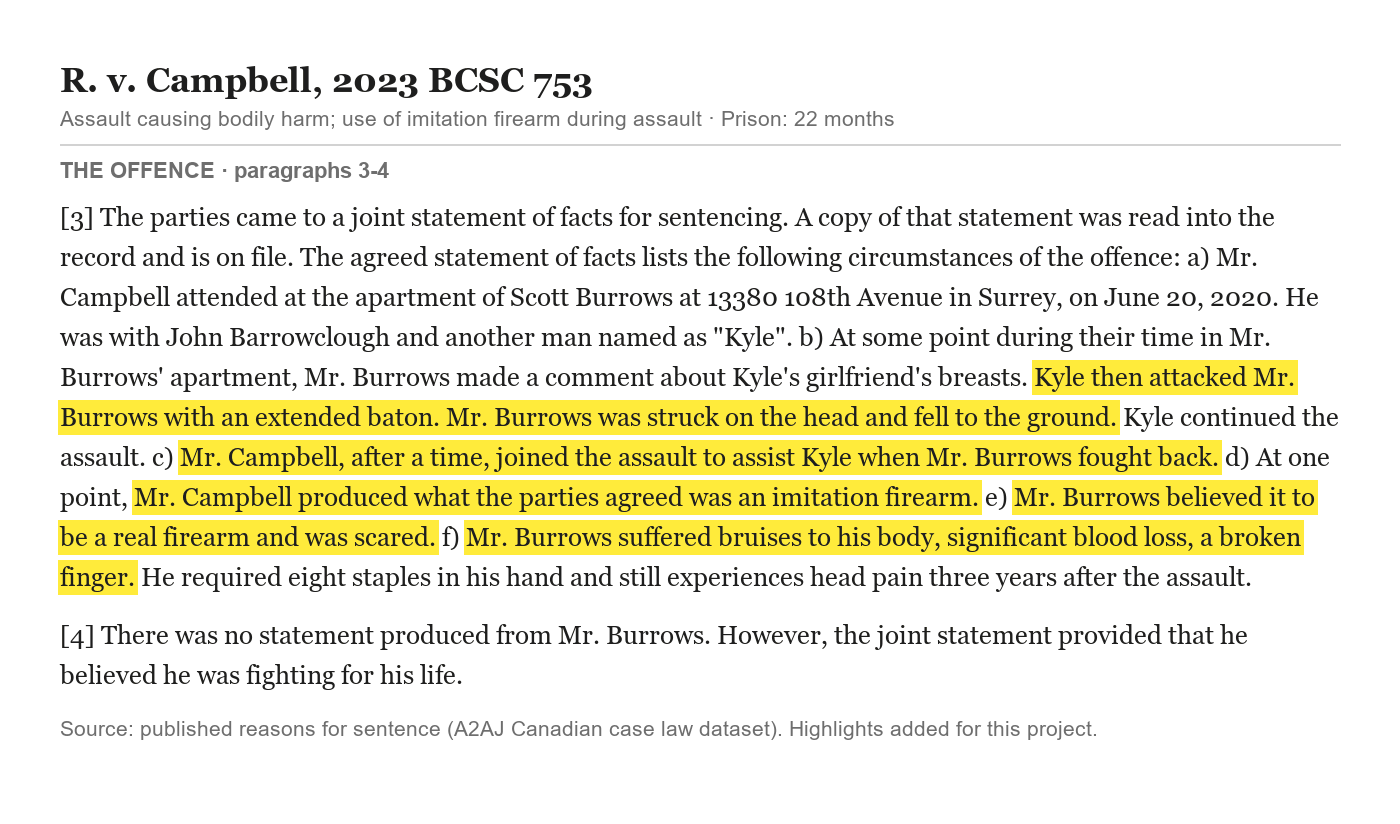 R. v. Campbell, 2023 BCSC 753
Assault causing bodily harm; use of imitation firearm during assault · Prison: 22 months
THE OFFENCE · paragraphs 3-4
[3] The parties came to a joint statement of facts for sentencing. A copy of that statement was read into the
record and is on file. The agreed statement of facts lists the following circumstances of the offence: a) Mr.
Campbell attended at the apartment of Scott Burrows at 13380 108th Avenue in Surrey, on June 20, 2020. He
was with John Barrowclough and another man named as "Kyle". b) At some point during their time in Mr.
Burrows' apartment, Mr. Burrows made a comment about Kyle's girlfriend's breasts. Kyle then attacked Mr.
Burrows with an extended baton. Mr. Burrows was struck on the head and fell to the ground. Kyle continued the
assault. c) Mr. Campbell, after a time, joined the assault to assist Kyle when Mr. Burrows fought back. d) At one
point, Mr. Campbell produced what the parties agreed was an imitation firearm. e) Mr. Burrows believed it to
be a real firearm and was scared. f) Mr. Burrows suffered bruises to his body, significant blood loss, a broken
finger. He required eight staples in his hand and still experiences head pain three years after the assault.
[4] There was no statement produced from Mr. Burrows. However, the joint statement provided that he
believed he was fighting for his life.
Source: published reasons for sentence (A2AJ Canadian case law dataset). Highlights added for this project.